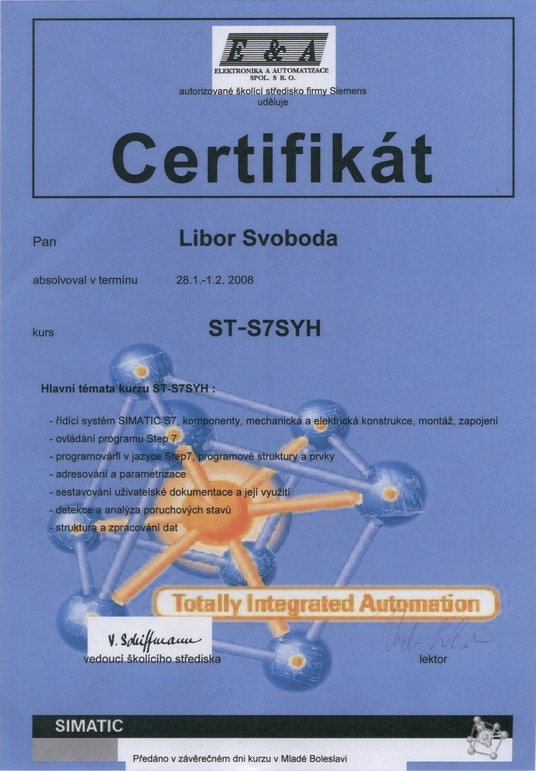 E & A
ELEKTRONIKA A AUTOMATIZACE
SPOL. S R. O.
autorizované školící středisko firmy Siemens
uděluje
Certifikát
Pan Libor Svoboda
absolvoval v termínu 28.1.-1.2. 2008
kurs ST-S7SYH
Hlavní témata kurzu ST-S7SYH :
- řídící systém SIMATIC S7, komponenty, mechanická a elektrická konstrukce, montáž, zapojení
- ovládání programu Step 7
- programování v jazyce Step7, programové struktury a prvky
- adresování a parametrizace
- sestavování uživatelské dokumentace a její využití
- detekce a analýza poruchových stavů
- struktura a zpracování dat
Totally Integrated Automation
V. Schiffmann
vedoucí školícího střediska
lektor
SIMATIC
Předáno v závěrečném dni kurzu v Mladé Boleslavi